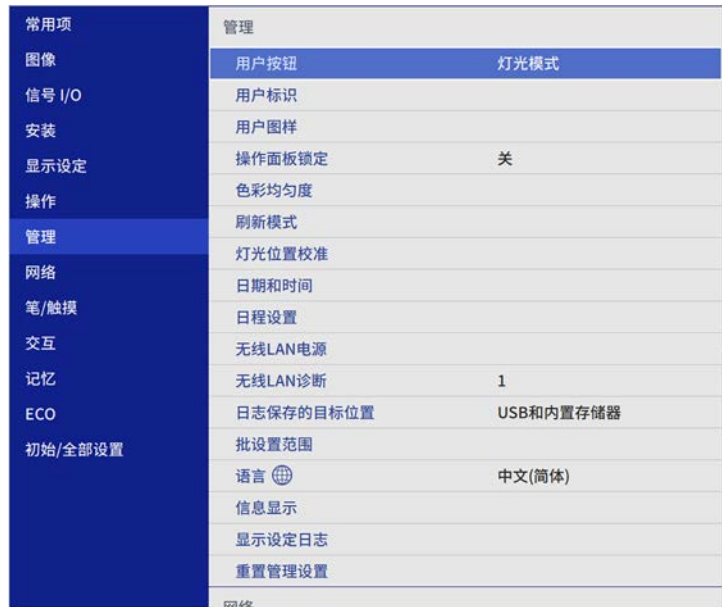 常用项
图像
信号 I/O
安装
显示设定
操作
管理
网络
笔/触摸
交互
记忆
ECO
初始/全部设置
管理
用户按钮 灯光模式
用户标识
用户图样
操作面板锁定 关
色彩均匀度
刷新模式
灯光位置校准
日期和时间
日程设置
无线LAN电源
无线LAN诊断 1
日志保存的目标位置 USB和内置存储器
批设置范围
语言 中文(简体)
信息显示
显示设定日志
重置管理设置
网络